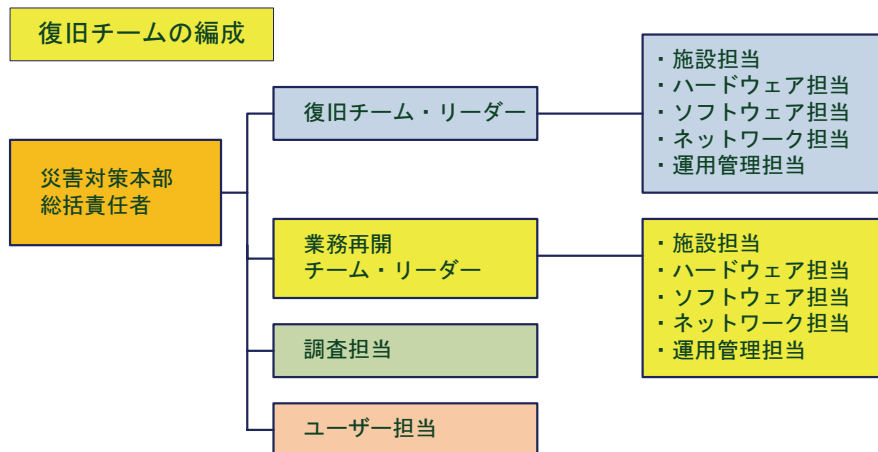 復旧チームの編成
災害対策本部
総括責任者
復旧チーム・リーダー
・施設担当
・ハードウェア担当
・ソフトウェア担当
・ネットワーク担当
・運用管理担当
業務再開
チーム・リーダー
・施設担当
・ハードウェア担当
・ソフトウェア担当
・ネットワーク担当
・運用管理担当
調査担当
ユーザー担当